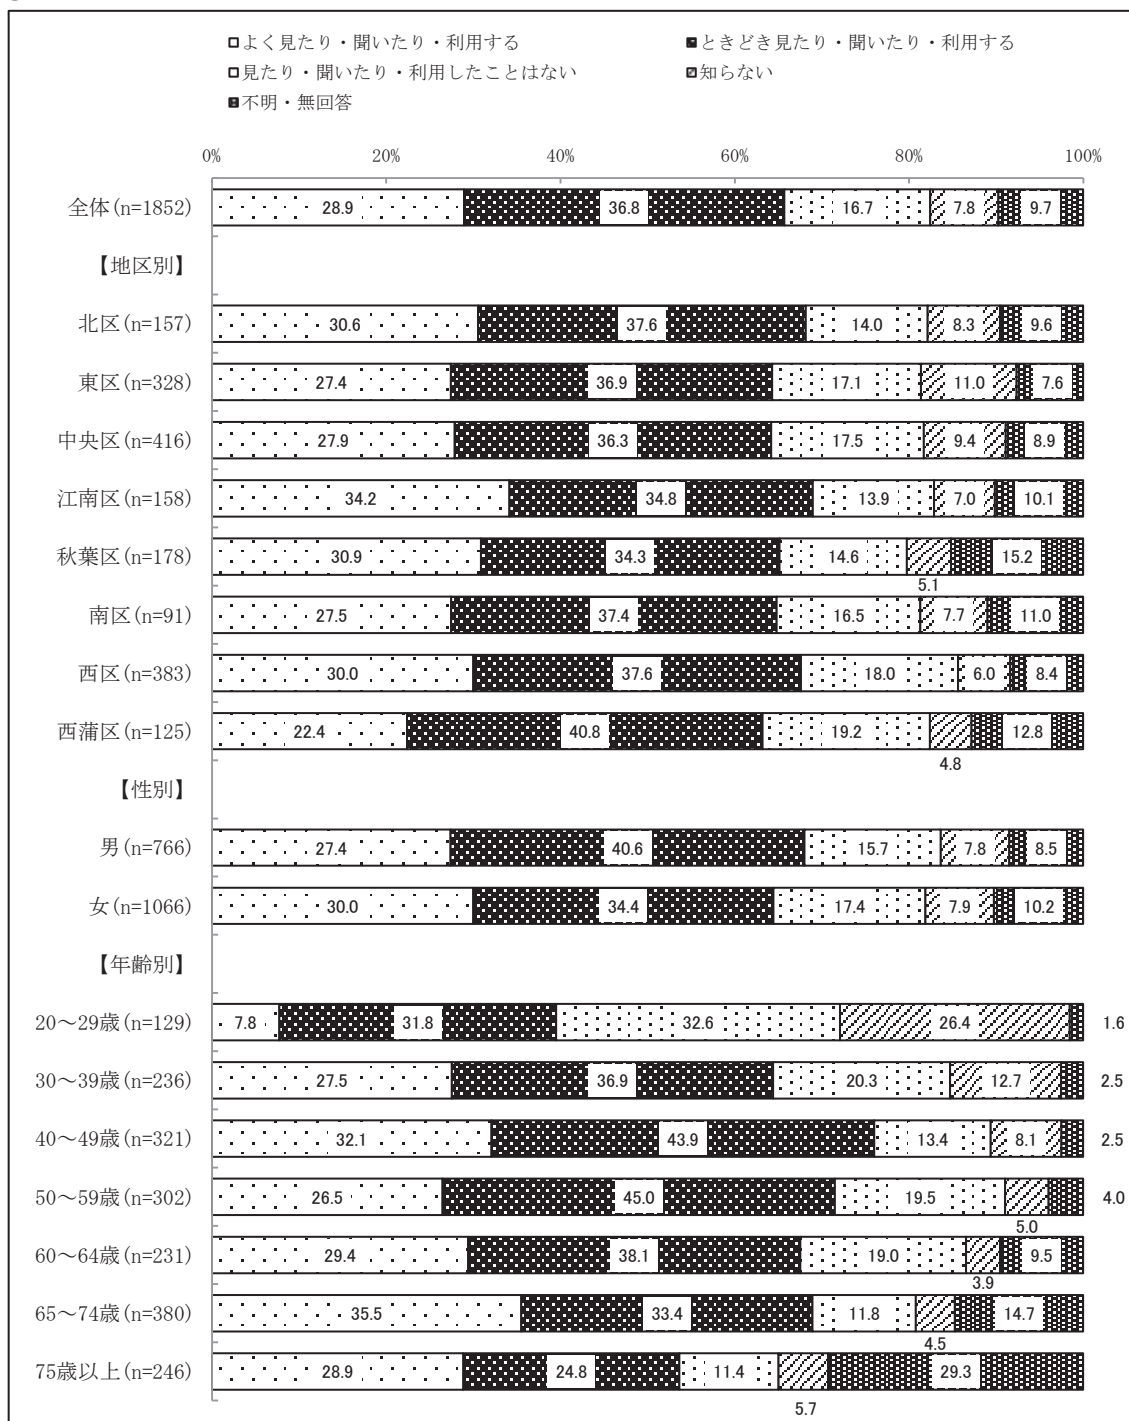 よく見たり・聞いたり・利用する ときどき見たり・聞いたり・利用する
見たり・聞いたり・利用したことはない 知らない
不明・無回答
0% 20% 40% 60% 80% 100%
全体(n=1852) 28.9 36.8 16.7 7.8 9.7
【地区別】
北区(n=157) 30.6 37.6 14.0 8.3 9.6
東区(n=328) 27.4 36.9 17.1 11.0 7.6
中央区(n=416) 27.9 36.3 17.5 9.4 8.9
江南区(n=158) 34.2 34.8 13.9 7.0 10.1
秋葉区(n=178) 30.9 34.3 14.6 15.2
5.1
南区(n=91) 27.5 37.4 16.5 7.7 11.0
西区(n=383) 30.0 37.6 18.0 6.0 8.4
西蒲区(n=125) 22.4 40.8 19.2 12.8
4.8
【性別】
男(n=766) 27.4 40.6 15.7 7.8 8.5
女(n=1066) 30.0 34.4 17.4 7.9 10.2
【年齢別】
20～29歳(n=129) 7.8 31.8 32.6 26.4 1.6
30～39歳(n=236) 27.5 36.9 20.3 12.7 2.5
40～49歳(n=321) 32.1 43.9 13.4 8.1 2.5
50～59歳(n=302) 26.5 45.0 19.5 4.0
5.0
60～64歳(n=231) 29.4 38.1 19.0 9.5
3.9
65～74歳(n=380) 35.5 33.4 11.8 14.7
4.5
75歳以上(n=246) 28.9 24.8 11.4 29.3
5.7